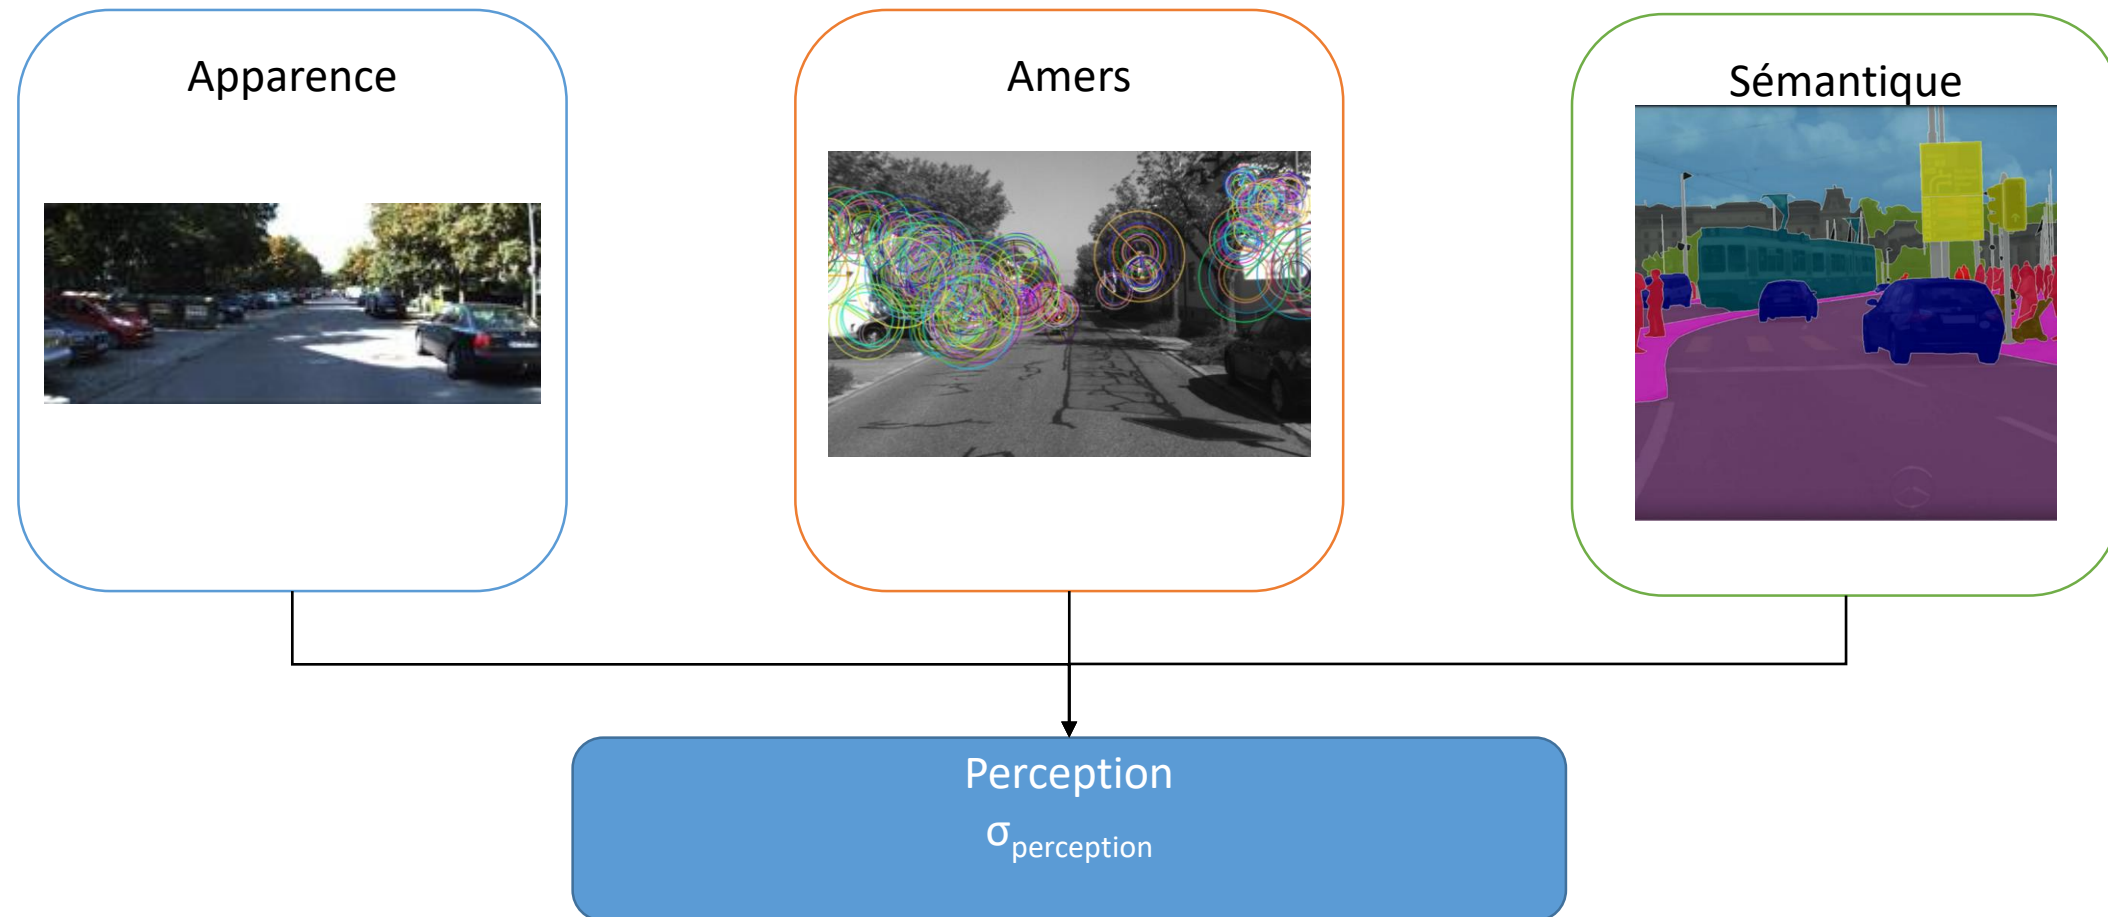 Apparence
Amers
Sémantique
Perception
σperception